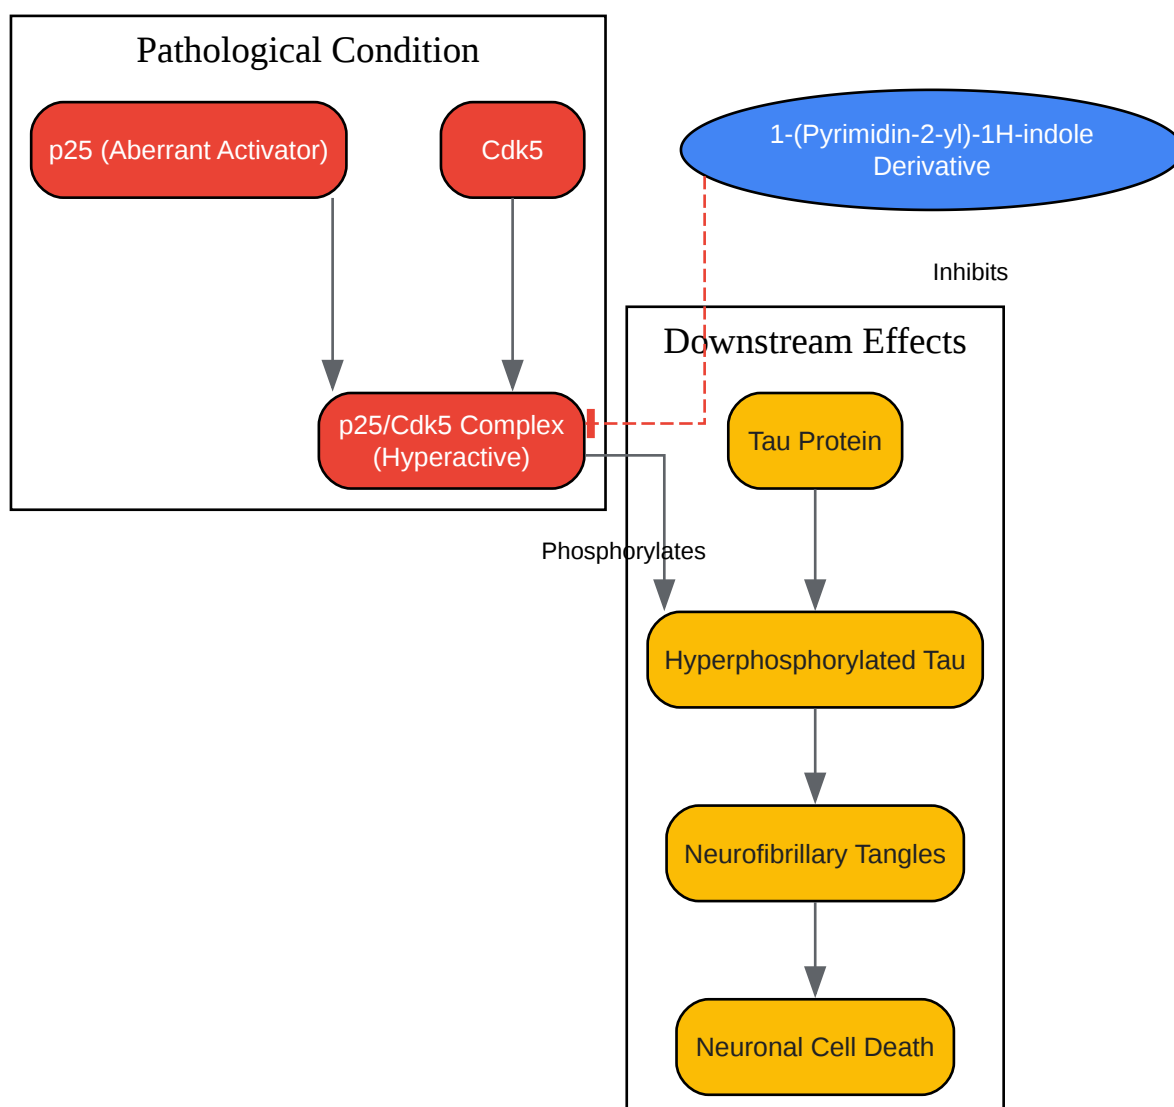 Pathological Condition
p25 (Aberrant Activator)
Cdk5
1-(Pyrimidin-2-yl)-1H-indole
Derivative
Inhibits
Downstream Effects
p25/Cdk5 Complex
(Hyperactive)
Tau Protein
Phosphorylates
Hyperphosphorylated Tau
Neurofibrillary Tangles
Neuronal Cell Death